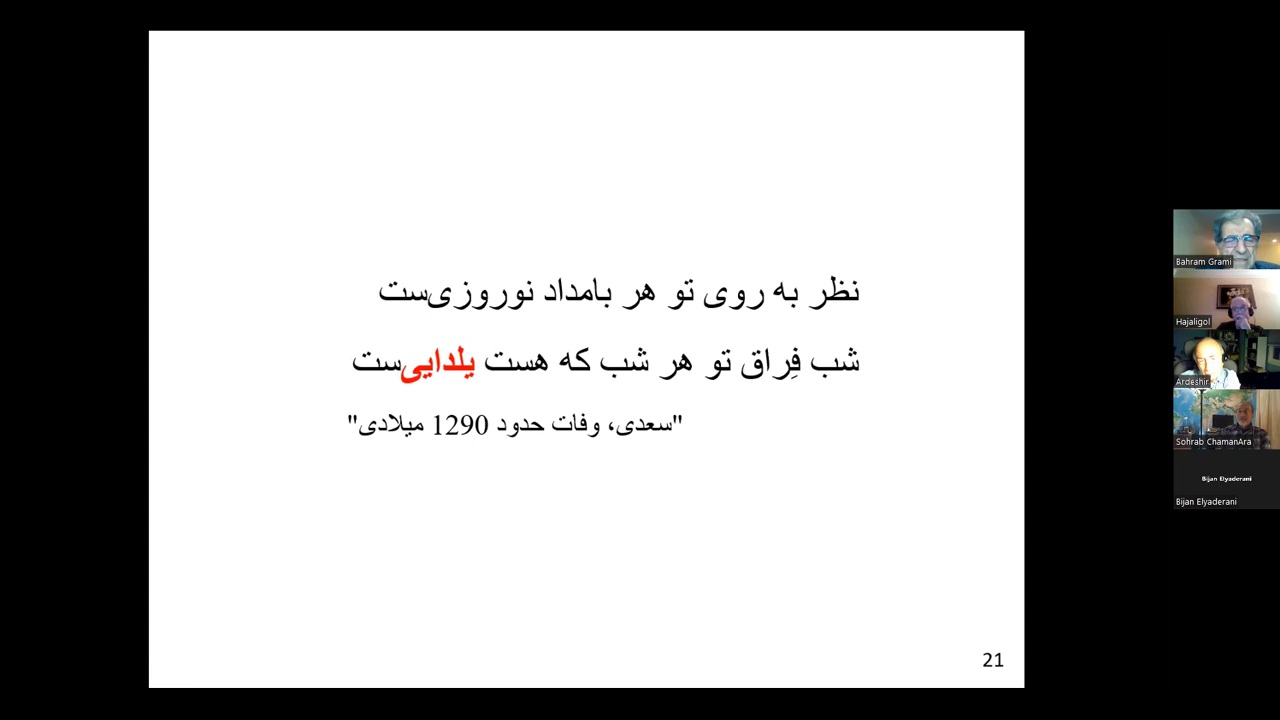 نظر به روی تو هر بامداد نوروزی‌ست
شب فِراق تو هر شب که هست یلدایی‌ست
"سعدی، وفات حدود 1290 میلادی"
21
Bahram Grami
Hajaligol
Ardeshir
Sohrab ChamanAra
Bijan Elyaderani
Bijan Elyaderani